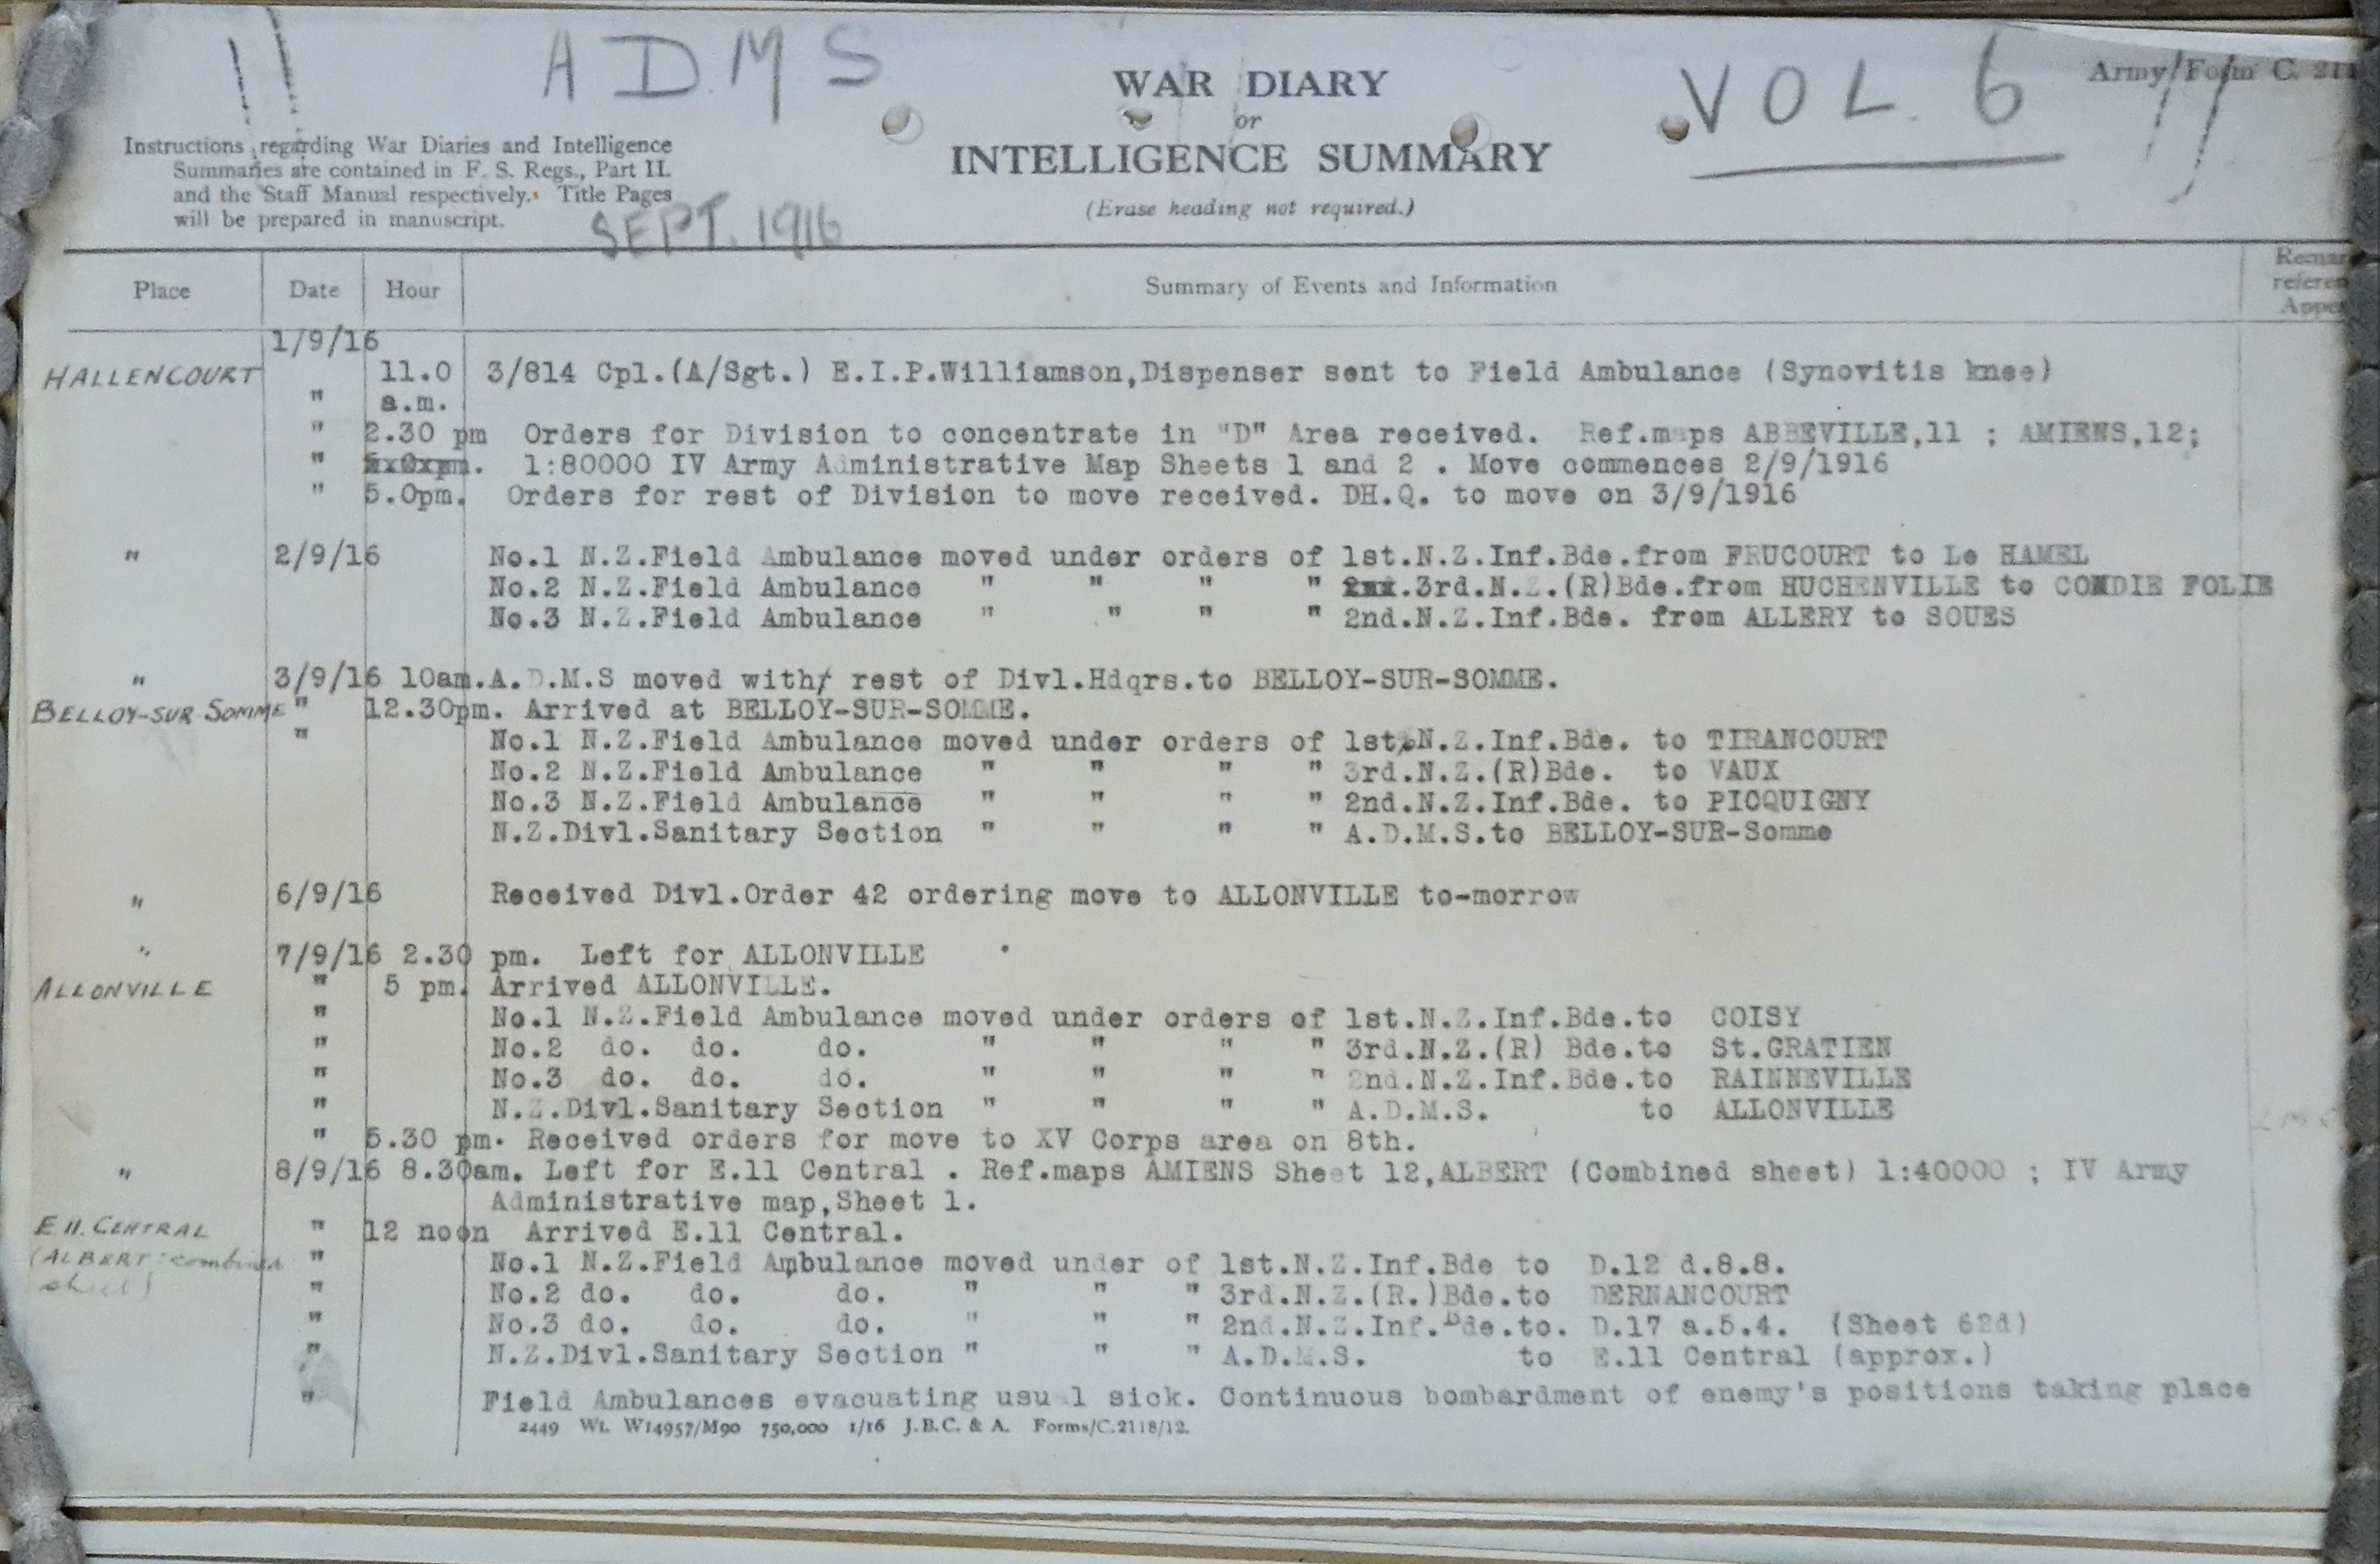 A D M S
WAR DIARY
or
INTELLIGENCE SUMMARY
(Erase heading not required.)
VOL. 6
Army Form C. 211
Instructions regarding War Diaries and Intelligence
Summaries are contained in F. S. Regs., Part II.
and the Staff Manual respectively. Title Pages
will be prepared in manuscript.
SEPT. 1916
Place Date Hour Summary of Events and Information
1/9/16
HALLENCOURT 11.0 3/814 Cpl.(A/Sgt.) E.I.P.Williamson,Dispenser sent to Field Ambulance (Synovitis knee)
" a.m.
" 2.30 pm Orders for Division to concentrate in "D" Area received. Ref.maps ABBEVILLE,11 ; AMIENS,12;
" 1:80000 IV Army Administrative Map Sheets 1 and 2 . Move commences 2/9/1916
" 5.0pm. Orders for rest of Division to move received. DH.Q. to move on 3/9/1916
" 2/9/16 No.1 N.Z.Field Ambulance moved under orders of 1st.N.Z.Inf.Bde.from FRUCOURT to Le HAMEL
No.2 N.Z.Field Ambulance " " " " .3rd.N.Z.(R)Bde.from HUCHENVILLE to CONDIE FOLIE
No.3 N.Z.Field Ambulance " " " " 2nd.N.Z.Inf.Bde. from ALLERY to SOUES
" 3/9/16 10am.A.D.M.S moved with rest of Divl.Hdqrs.to BELLOY-SUR-SOMME.
BELLOY-SUR-SOMME " 12.30pm. Arrived at BELLOY-SUR-SOMME.
" No.1 N.Z.Field Ambulance moved under orders of 1st.N.Z.Inf.Bde. to TIRANCOURT
No.2 N.Z.Field Ambulance " " " " 3rd.N.Z.(R)Bde. to VAUX
No.3 N.Z.Field Ambulance " " " " 2nd.N.Z.Inf.Bde. to PICQUIGNY
N.Z.Divl.Sanitary Section " " " " A.D.M.S.to BELLOY-SUR-Somme
" 6/9/16 Received Divl.Order 42 ordering move to ALLONVILLE to-morrow
" 7/9/16 2.30 pm. Left for ALLONVILLE
ALLONVILLE " 5 pm. Arrived ALLONVILLE.
" No.1 N.Z.Field Ambulance moved under orders of 1st.N.Z.Inf.Bde.to COISY
" No.2 do. do. do. " " " " 3rd.N.Z.(R) Bde.to St.GRATIEN
" No.3 do. do. do. " " " " 2nd.N.Z.Inf.Bde.to RAINNEVILLE
" N.Z.Divl.Sanitary Section " " " " A.D.M.S. to ALLONVILLE
" 5.30 pm. Received orders for move to XV Corps area on 8th.
" 8/9/16 8.30am. Left for E.11 Central . Ref.maps AMIENS Sheet 12,ALBERT (Combined sheet) 1:40000 ; IV Army
Administrative map,Sheet 1.
E.11. CENTRAL " 12 noon Arrived E.11 Central.
(ALBERT combined " No.1 N.Z.Field Ambulance moved under of 1st.N.Z.Inf.Bde to D.12 d.8.8.
sheet) " No.2 do. do. do. " " " 3rd.N.Z.(R.)Bde.to DERNANCOURT
" No.3 do. do. do. " " " 2nd.N.Z.Inf.Bde.to. D.17 a.5.4. (Sheet 62d)
" N.Z.Divl.Sanitary Section " " " A.D.M.S. to E.11 Central (approx.)
" Field Ambulances evacuating usu l sick. Continuous bombardment of enemy's positions taking place
2449 Wt. W14957/M90 750,000 1/16 J.B.C. & A. Forms/C.2118/12.